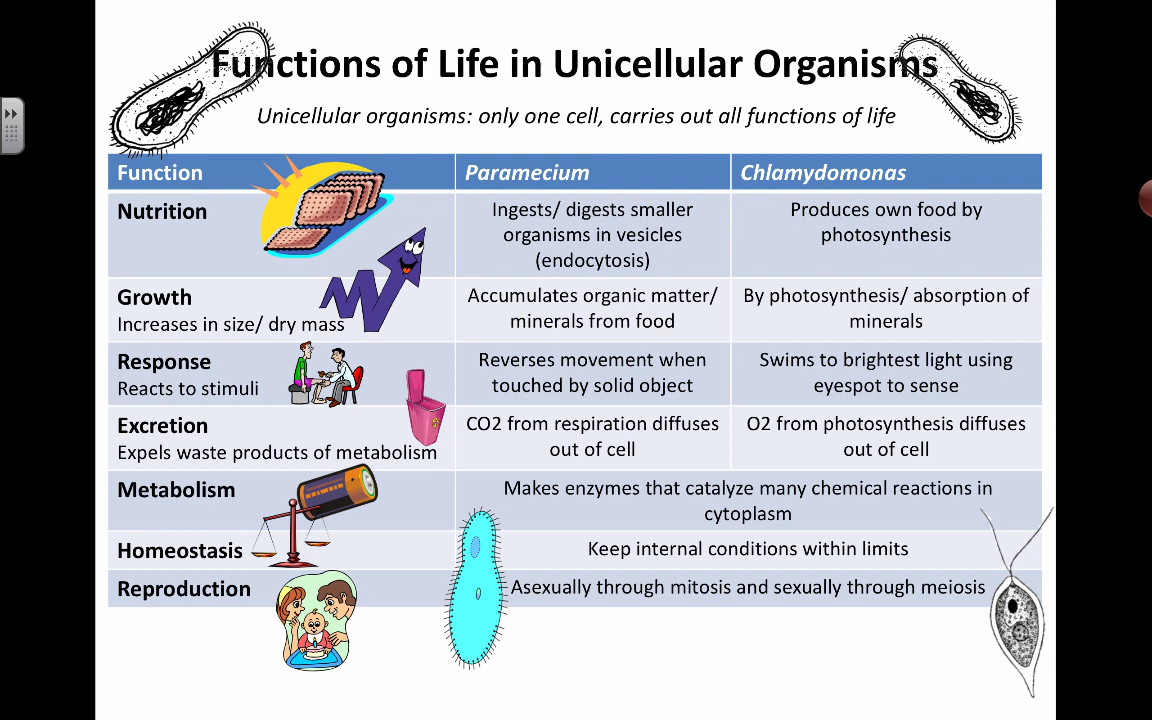 Functions of Life in Unicellular Organisms
Unicellular organisms: only one cell, carries out all functions of life
Function
Paramecium
Chlamydomonas
Nutrition
Ingests/ digests smaller
organisms in vesicles
(endocytosis)
Produces own food by
photosynthesis
Growth
Increases in size/ dry mass
Accumulates organic matter/
minerals from food
By photosynthesis/ absorption of
minerals
Response
Reacts to stimuli
Reverses movement when
touched by solid object
Swims to brightest light using
eyespot to sense
Excretion
Expels waste products of metabolism
CO2 from respiration diffuses
out of cell
O2 from photosynthesis diffuses
out of cell
Metabolism
Makes enzymes that catalyze many chemical reactions in
cytoplasm
Homeostasis
Keep internal conditions within limits
Reproduction
Asexually through mitosis and sexually through meiosis